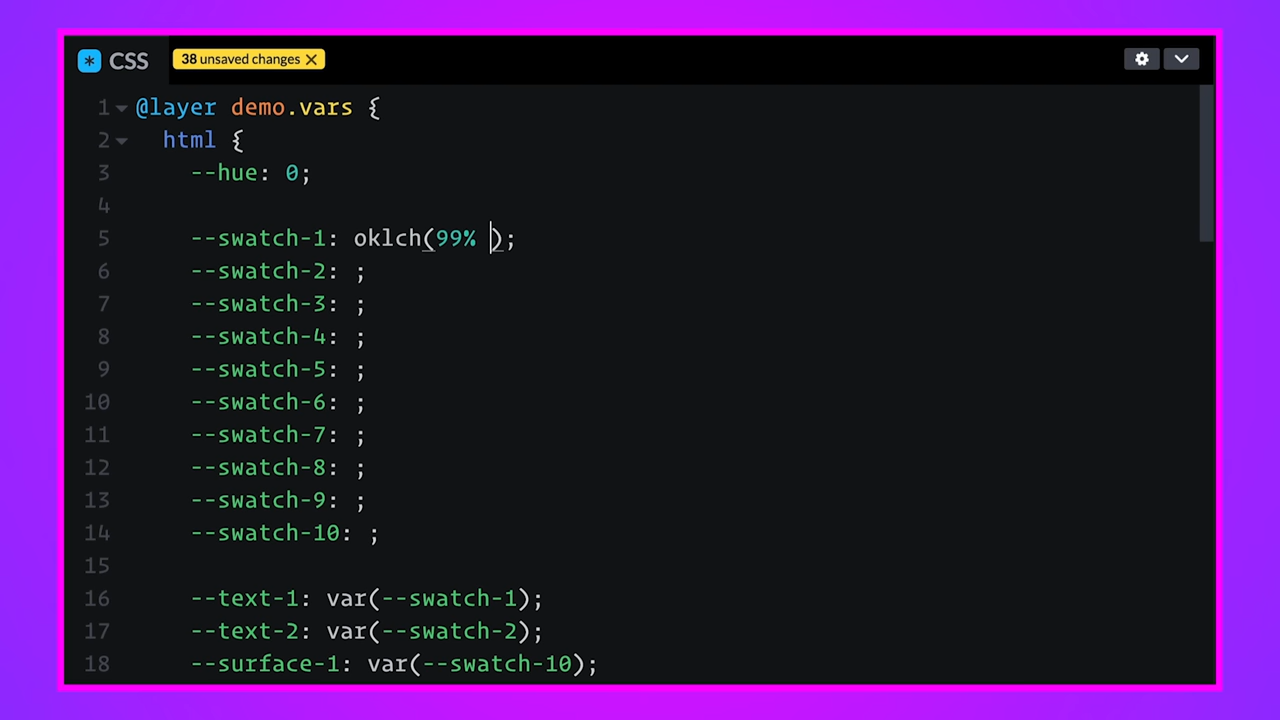 * CSS 38 unsaved changes ×
1 @layer demo.vars {
2 html {
3 --hue: 0;
4
5 --swatch-1: oklch(99% );
6 --swatch-2: ;
7 --swatch-3: ;
8 --swatch-4: ;
9 --swatch-5: ;
10 --swatch-6: ;
11 --swatch-7: ;
12 --swatch-8: ;
13 --swatch-9: ;
14 --swatch-10: ;
15
16 --text-1: var(--swatch-1);
17 --text-2: var(--swatch-2);
18 --surface-1: var(--swatch-10);